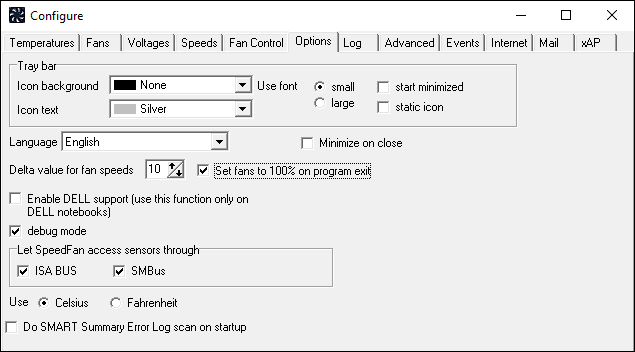 Configure
Temperatures Fans Voltages Speeds Fan Control Options Log Advanced Events Internet Mail xAP
Tray bar
Icon background None Use font small start minimized
Icon text Silver large static icon
Language English Minimize on close
Delta value for fan speeds 10 Set fans to 100% on program exit
Enable DELL support (use this function only on
DELL notebooks)
debug mode
Let SpeedFan access sensors through
ISA BUS SMBus
Use Celsius Fahrenheit
Do SMART Summary Error Log scan on startup